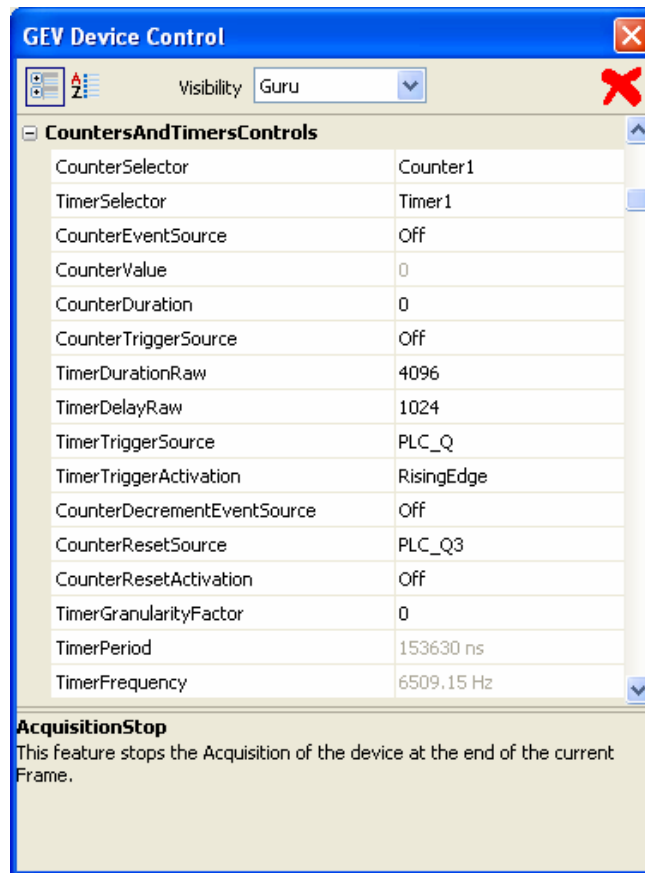 GEV Device Control
Visibility Guru
CountersAndTimersControls
CounterSelector Counter1
TimerSelector Timer1
CounterEventSource Off
CounterValue 0
CounterDuration 0
CounterTriggerSource Off
TimerDurationRaw 4096
TimerDelayRaw 1024
TimerTriggerSource PLC_Q
TimerTriggerActivation RisingEdge
CounterDecrementEventSource Off
CounterResetSource PLC_Q3
CounterResetActivation Off
TimerGranularityFactor 0
TimerPeriod 153630 ns
TimerFrequency 6509.15 Hz
AcquisitionStop
This feature stops the Acquisition of the device at the end of the current
Frame.